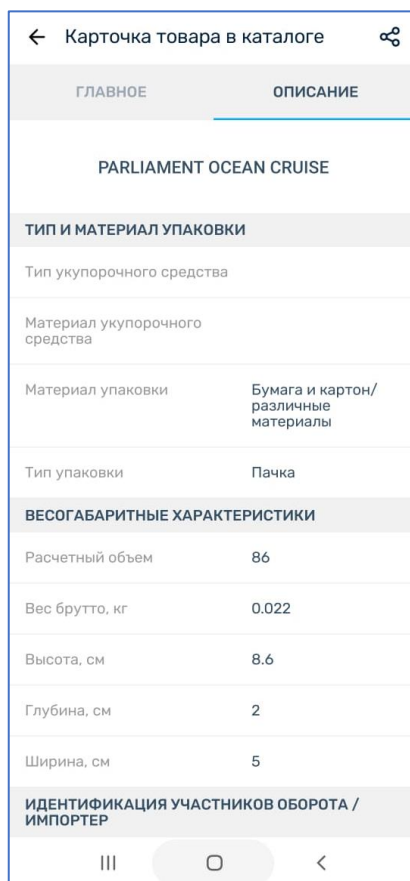 Карточка товара в каталоге
ГЛАВНОЕ
ОПИСАНИЕ
PARLIAMENT OCEAN CRUISE
ТИП И МАТЕРИАЛ УПАКОВКИ
Тип укупорочного средства
Материал укупорочного
средства
Материал упаковки
Бумага и картон/
различные
материалы
Тип упаковки
Пачка
ВЕСОГАБАРИТНЫЕ ХАРАКТЕРИСТИКИ
Расчетный объем
86
Вес брутто, кг
0.022
Высота, см
8.6
Глубина, см
2
Ширина, см
5
ИДЕНТИФИКАЦИЯ УЧАСТНИКОВ ОБОРОТА /
ИМПОРТЕР